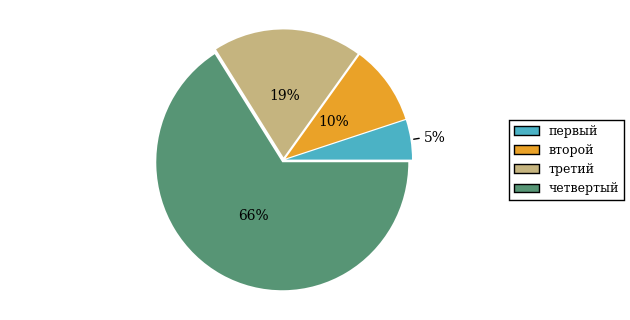 19%
10%
5%
66%
первый
второй
третий
четвертый